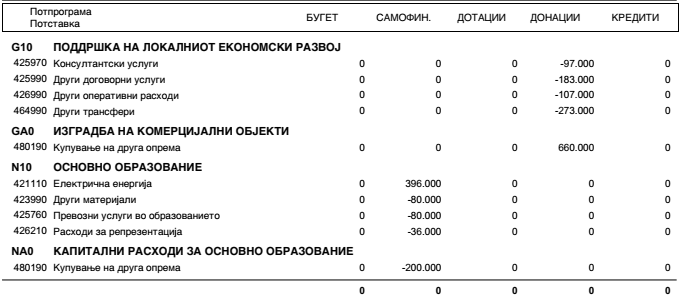 Потпрограма
Потставка БУГЕТ САМОФИН. ДОТАЦИИ ДОНАЦИИ КРЕДИТИ
G10 ПОДДРШКА НА ЛОКАЛНИОТ ЕКОНОМСКИ РАЗВОЈ
425970 Консултантски услуги 0 0 0 -97.000 0
425990 Други договорни услуги 0 0 0 -183.000 0
426990 Други оперативни расходи 0 0 0 -107.000 0
464990 Други трансфери 0 0 0 -273.000 0
GA0 ИЗГРАДБА НА КОМЕРЦИЈАЛНИ ОБЈЕКТИ
480190 Купување на друга опрема 0 0 0 660.000 0
N10 ОСНОВНО ОБРАЗОВАНИЕ
421110 Електрична енергија 0 396.000 0 0 0
423990 Други материјали 0 -80.000 0 0 0
425760 Превозни услуги во образованието 0 -80.000 0 0 0
426210 Расходи за репрезентација 0 -36.000 0 0 0
NA0 КАПИТАЛНИ РАСХОДИ ЗА ОСНОВНО ОБРАЗОВАНИЕ
480190 Купување на друга опрема 0 -200.000 0 0 0
0 0 0 0 0